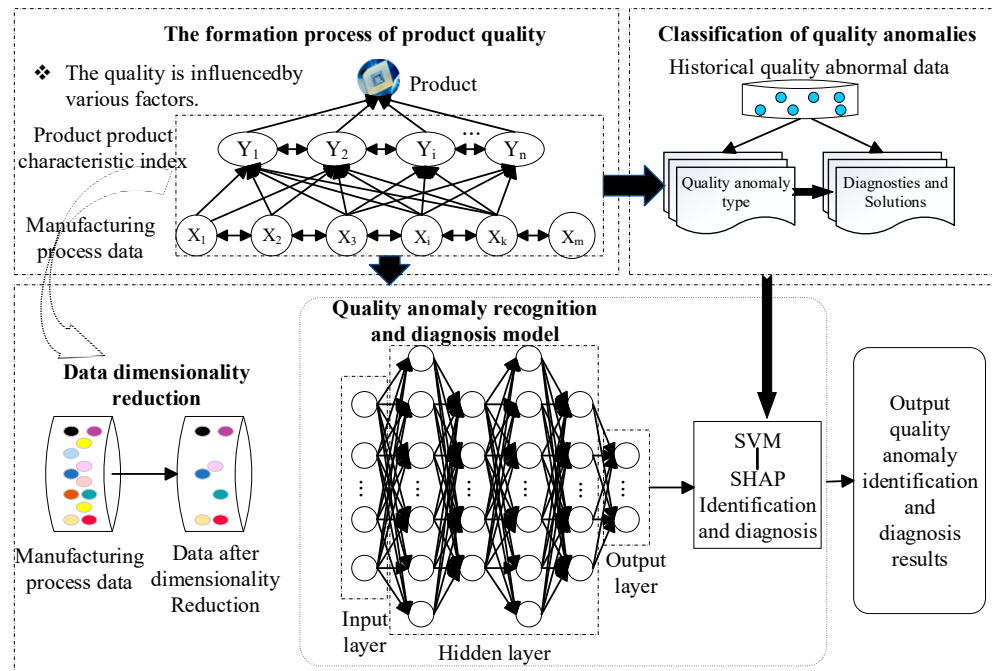 The formation process of product quality
❖ The quality is influencedby
various factors.
Product
Product product
characteristic index
Y1
Y2
Yi
...
Yn
Manufacturing
process data
X1
X2
X3
Xi
Xk
Xm
Classification of quality anomalies
Historical quality abnormal data
Quality anomaly
type
Diagnosties and
Solutions
Quality anomaly recognition
and diagnosis model
Data dimensionality
reduction
Manufacturing
process data
Data after
dimensionality
Reduction
Input
layer
Hidden layer
Output
layer
SVM
SHAP
Identification
and diagnosis
Output
quality
anomaly
identification
and
diagnosis
results